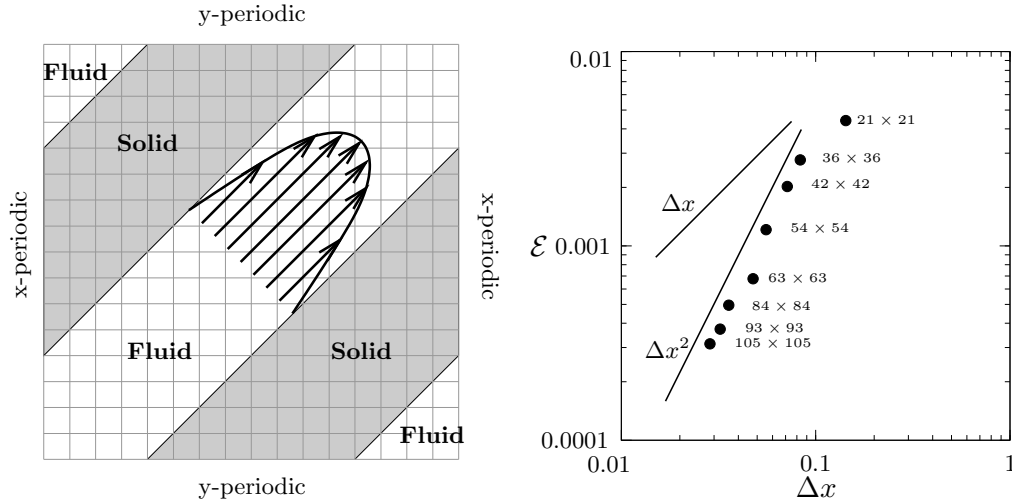 y-periodic
Fluid
Solid
x-periodic
x-periodic
Fluid
Solid
Fluid
y-periodic
0.01
21 × 21
36 × 36
42 × 42
Δx
54 × 54
ℰ 0.001
63 × 63
84 × 84
93 × 93
Δx²
105 × 105
0.0001
0.01 0.1 1
Δx